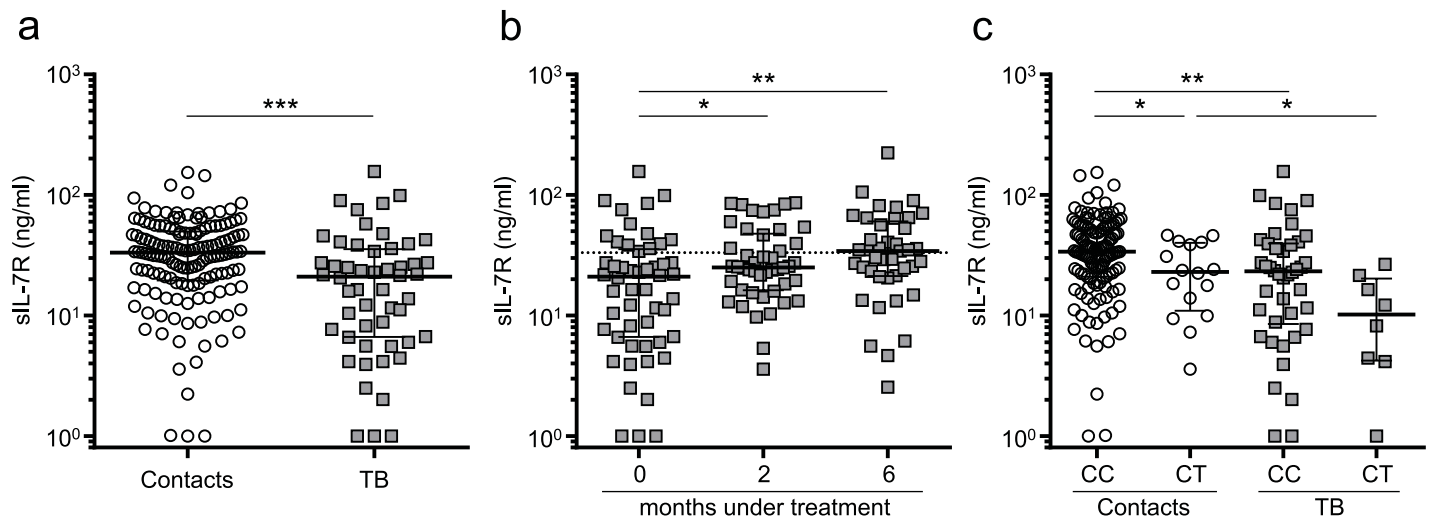 a
10³
10²
10¹
10⁰
sIL-7R (ng/ml)
***
Contacts TB
b
10³
10²
10¹
10⁰
sIL-7R (ng/ml)
**
*
0 2 6
months under treatment
c
10³
10²
10¹
10⁰
sIL-7R (ng/ml)
**
* *
CC CT CC CT
Contacts TB